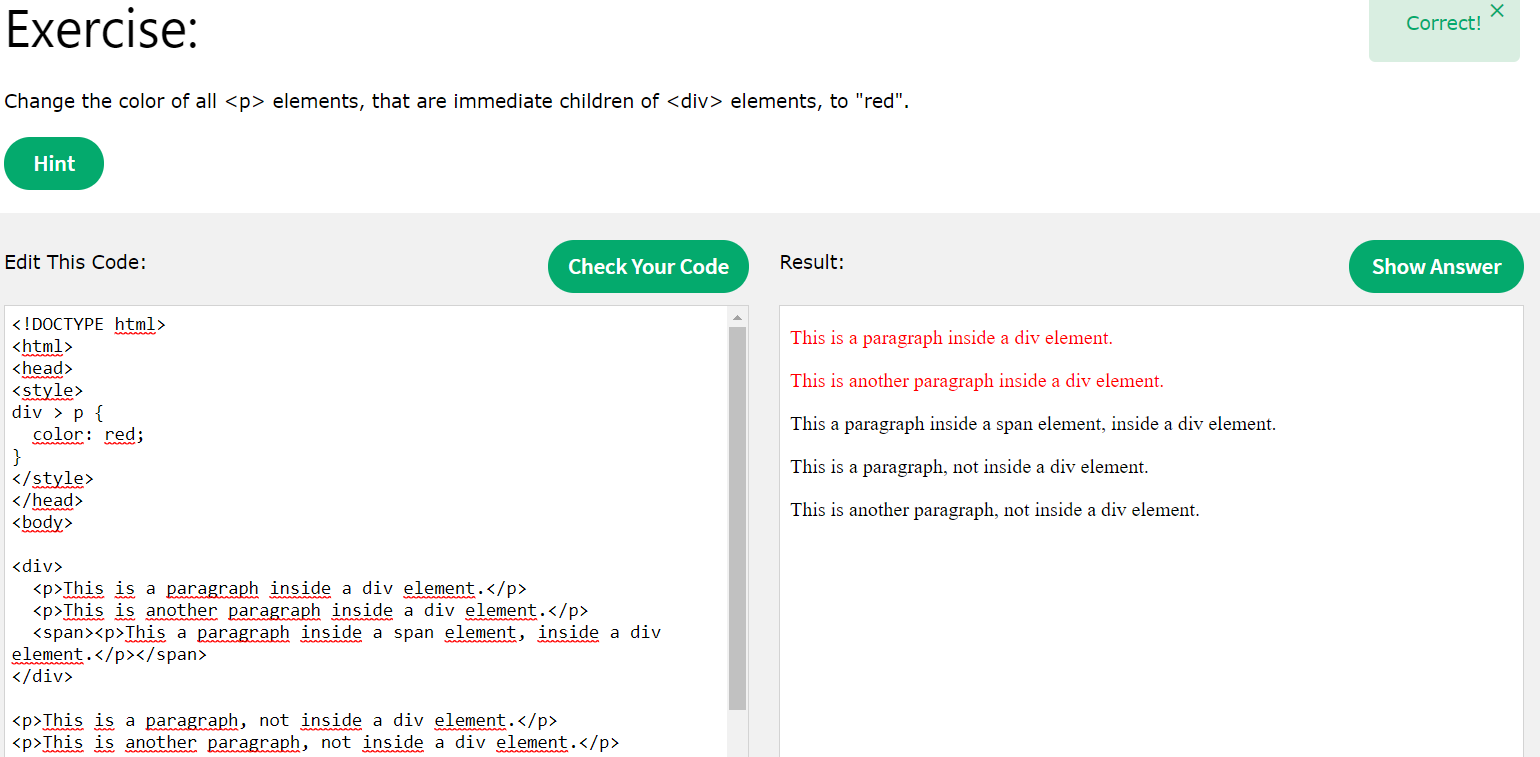 Exercise:
Correct! ×
Change the color of all <p> elements, that are immediate children of <div> elements, to "red".
Hint
Edit This Code:
Check Your Code
<!DOCTYPE html>
<html>
<head>
<style>
div > p {
  color: red;
}
</style>
</head>
<body>

<div>
  <p>This is a paragraph inside a div element.</p>
  <p>This is another paragraph inside a div element.</p>
  <span><p>This a paragraph inside a span element, inside a div
element.</p></span>
</div>

<p>This is a paragraph, not inside a div element.</p>
<p>This is another paragraph, not inside a div element.</p>
Result:
Show Answer
This is a paragraph inside a div element.
This is another paragraph inside a div element.
This a paragraph inside a span element, inside a div element.
This is a paragraph, not inside a div element.
This is another paragraph, not inside a div element.